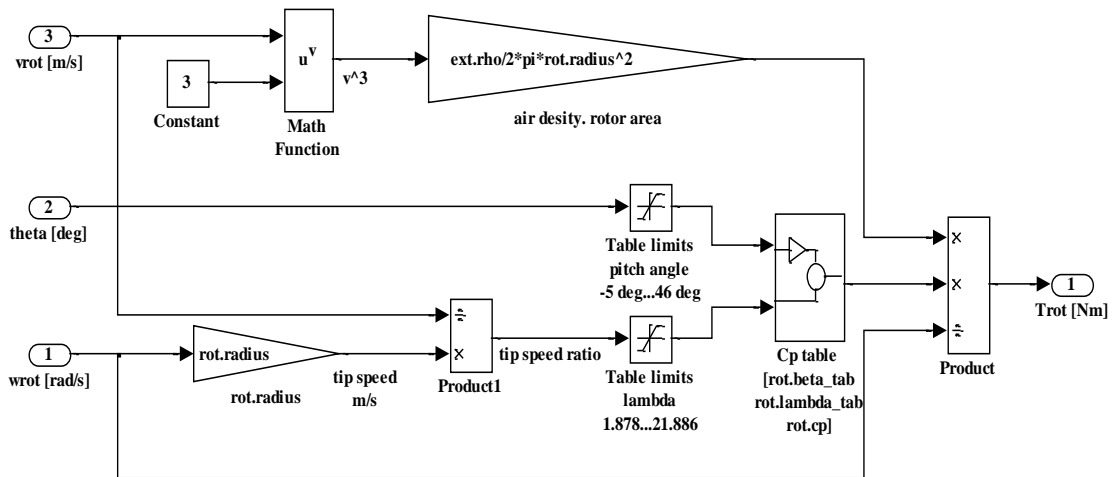 3
vrot [m/s]
3
Constant
u^v
Math
Function
v^3
ext.rho/2*pi*rot.radius^2
air desity. rotor area
2
theta [deg]
Table limits
pitch angle
-5 deg...46 deg
1
wrot [rad/s]
rot.radius
rot.radius
tip speed
m/s
÷
×
Product1
tip speed ratio
Table limits
lambda
1.878...21.886
Cp table
[rot.beta_tab
rot.lambda_tab
rot.cp]
×
×
÷
Product
1
Trot [Nm]